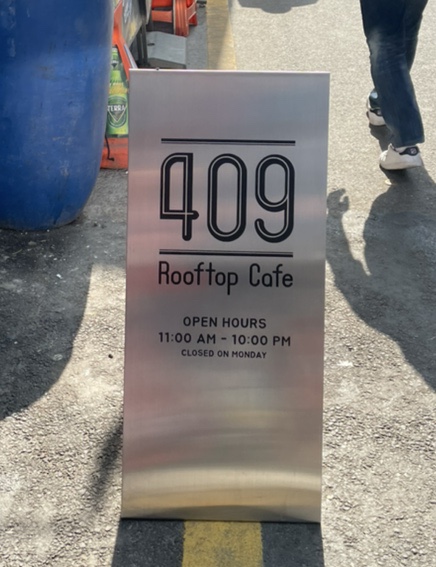 TERRA
409
Rooftop Cafe
OPEN HOURS
11:00 AM - 10:00 PM
CLOSED ON MONDAY